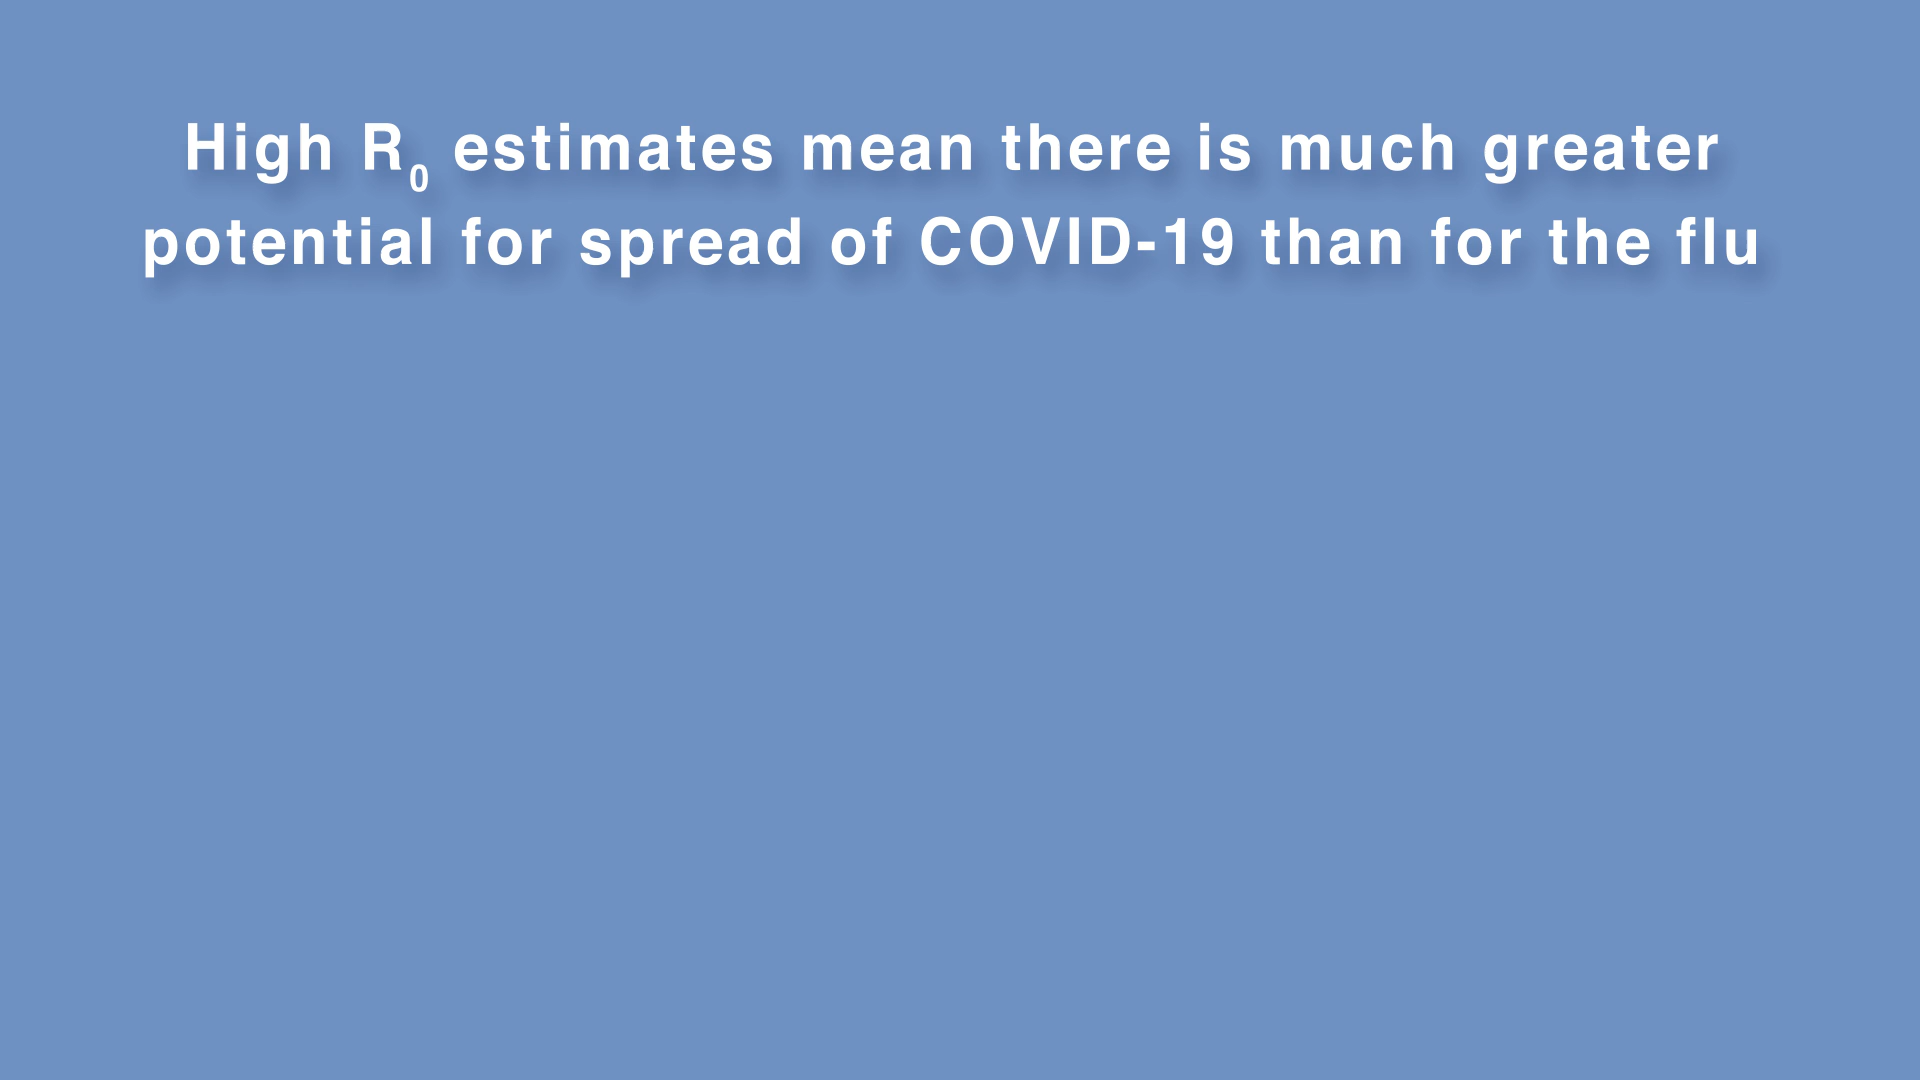 High R₀ estimates mean there is much greater
potential for spread of COVID-19 than for the flu